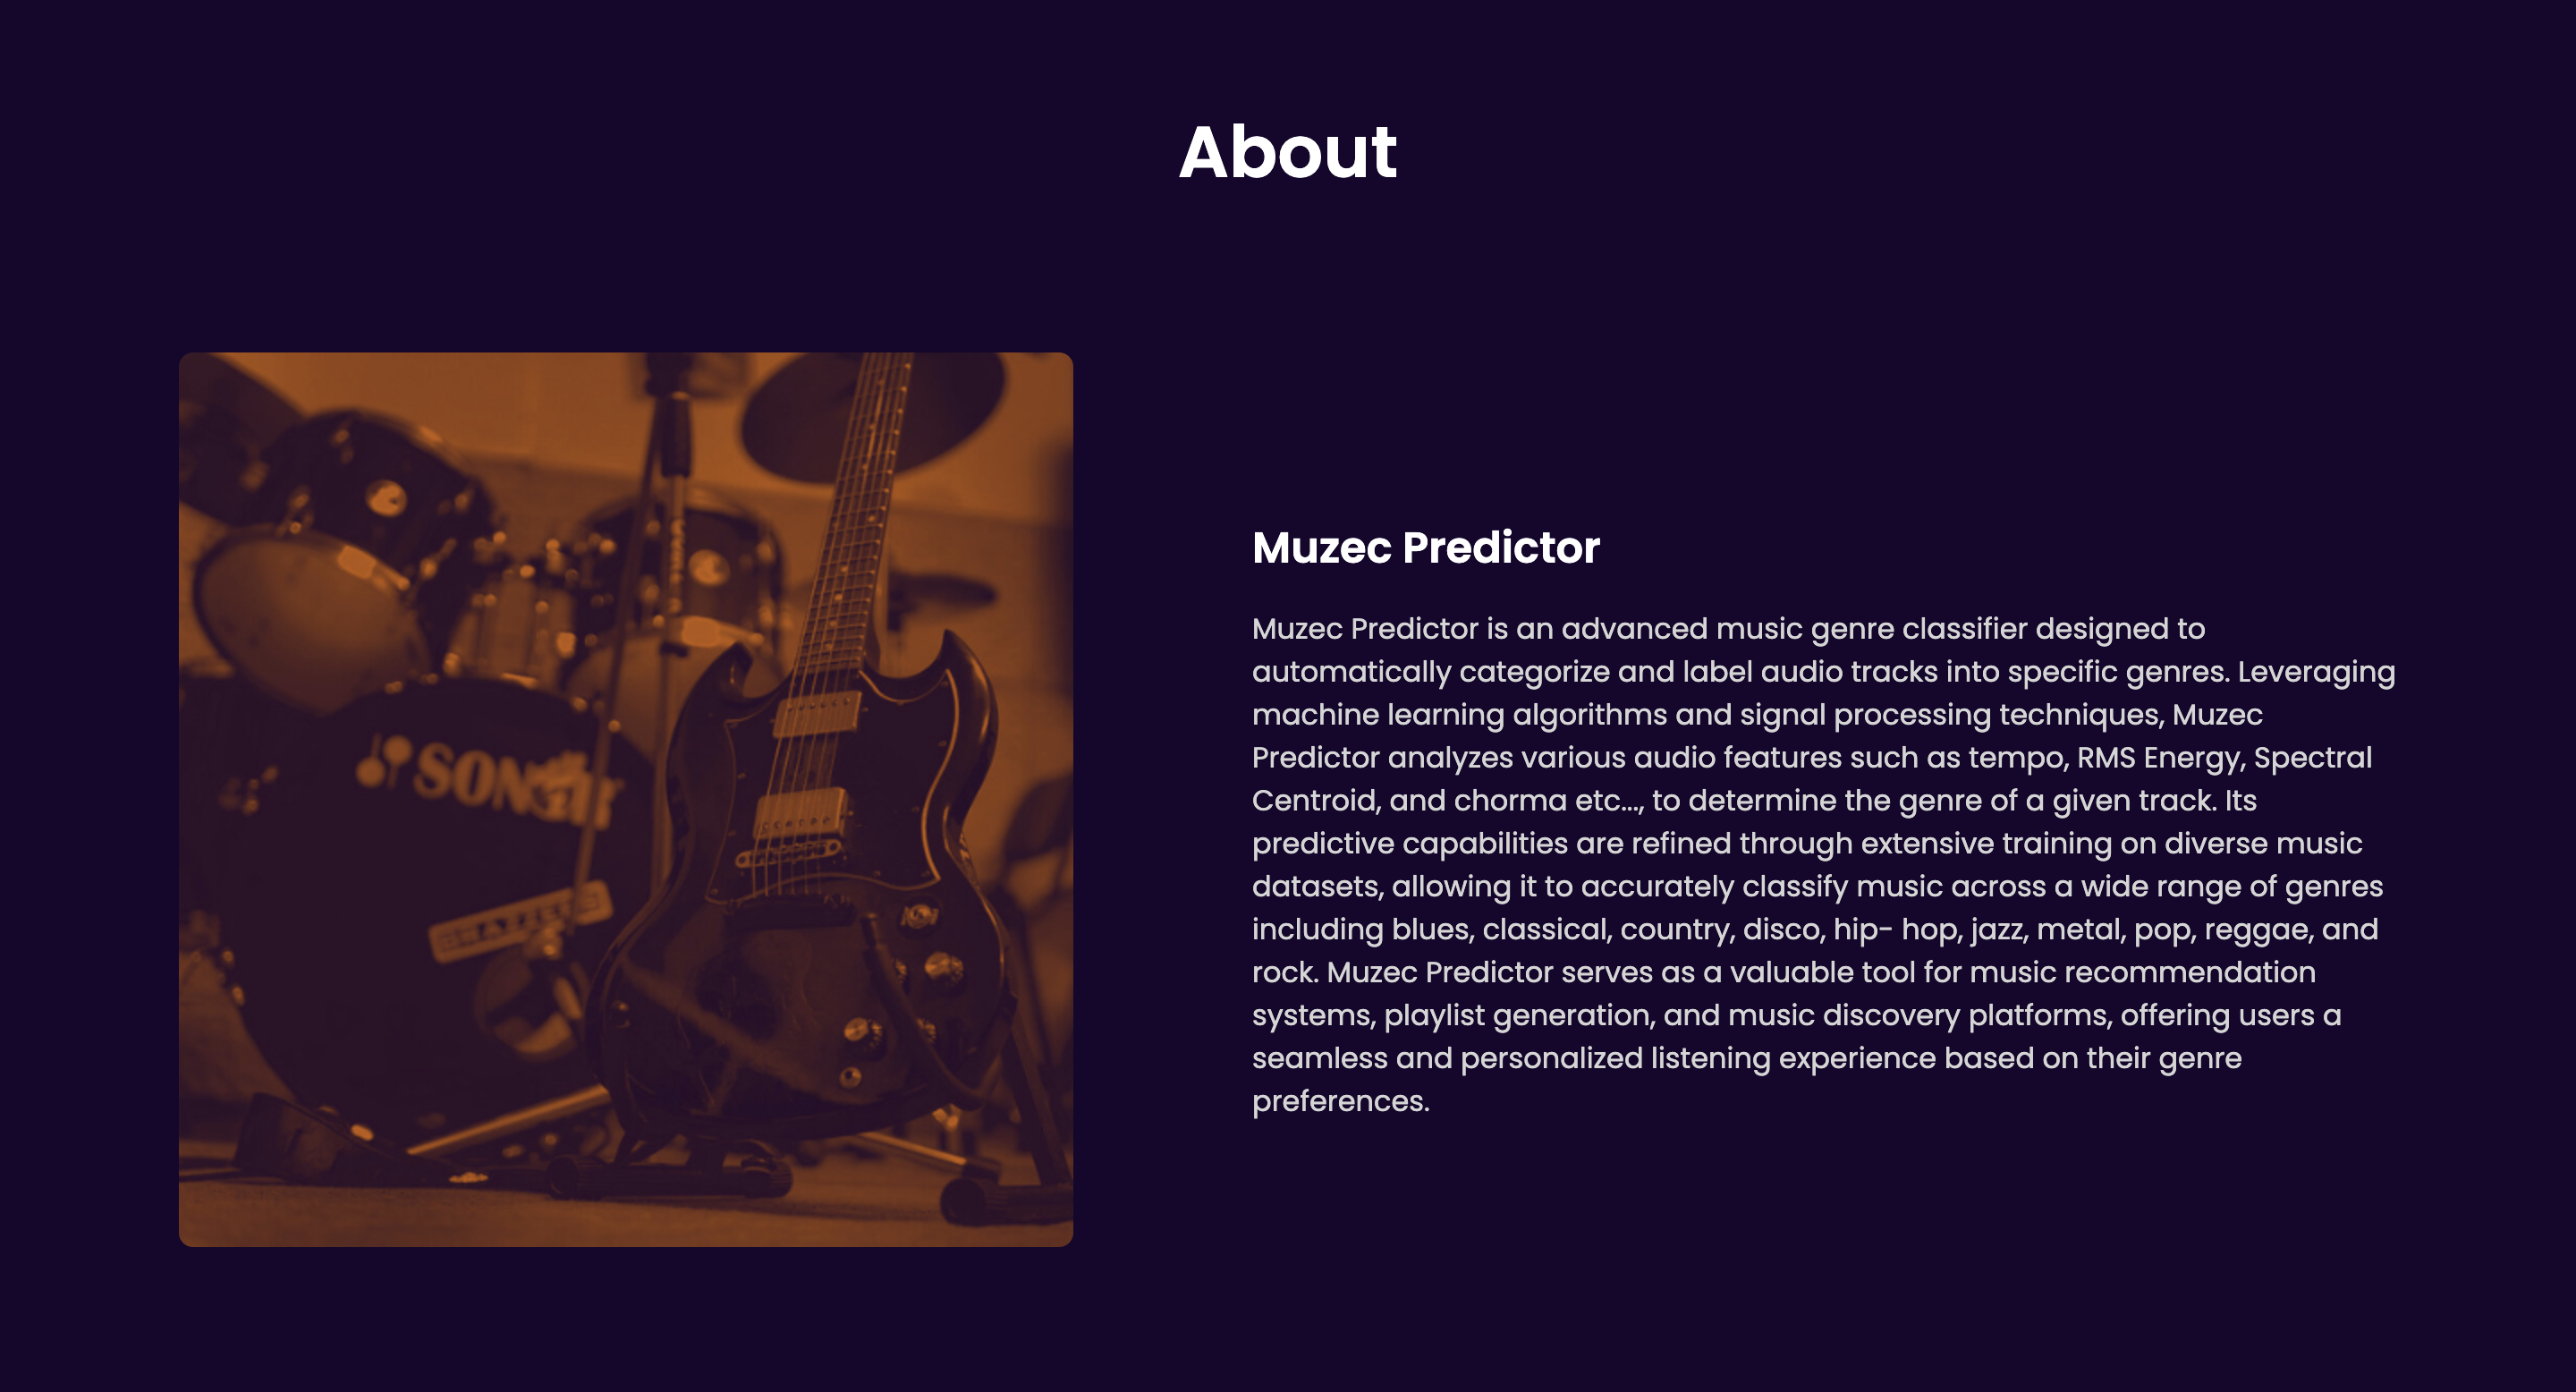 About
Muzec Predictor
Muzec Predictor is an advanced music genre classifier designed to
automatically categorize and label audio tracks into specific genres. Leveraging
machine learning algorithms and signal processing techniques, Muzec
Predictor analyzes various audio features such as tempo, RMS Energy, Spectral
Centroid, and chorma etc..., to determine the genre of a given track. Its
predictive capabilities are refined through extensive training on diverse music
datasets, allowing it to accurately classify music across a wide range of genres
including blues, classical, country, disco, hip- hop, jazz, metal, pop, reggae, and
rock. Muzec Predictor serves as a valuable tool for music recommendation
systems, playlist generation, and music discovery platforms, offering users a
seamless and personalized listening experience based on their genre
preferences.